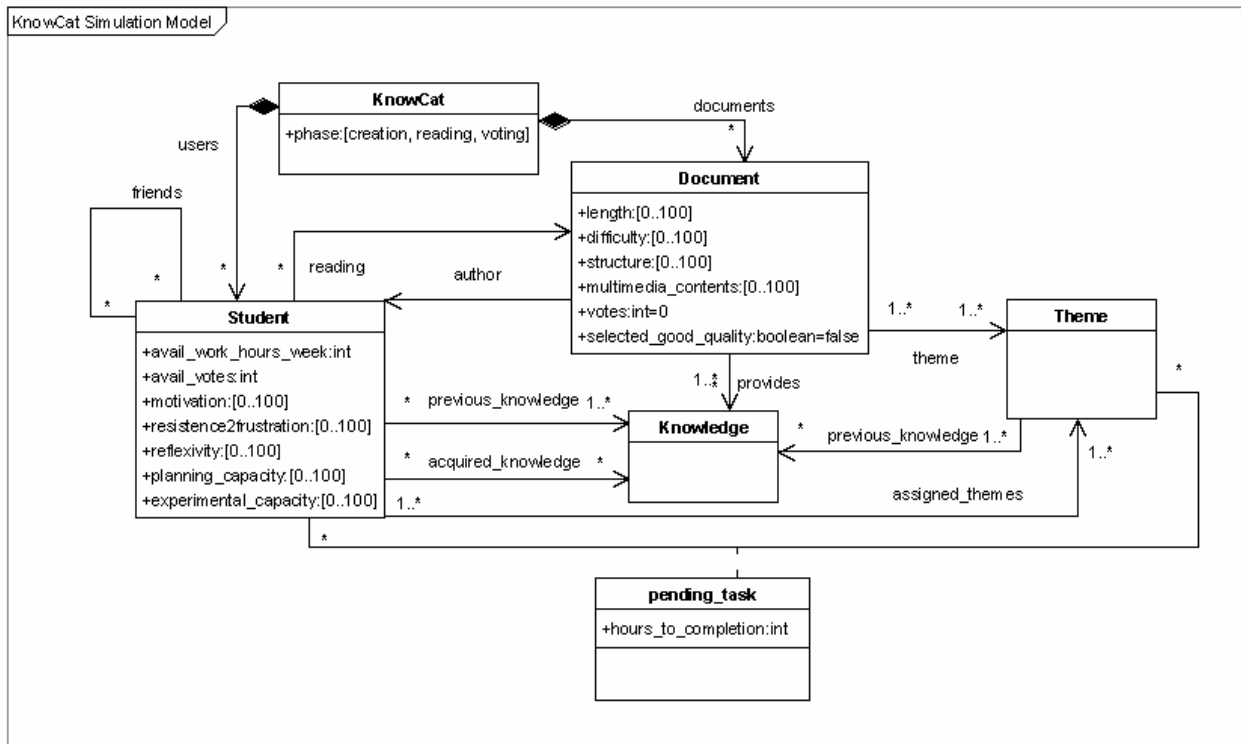 KnowCat Simulation Model
KnowCat
+phase:[creation, reading, voting]
documents
*
users
friends
*
*
*
*
reading
author
Document
+length:[0..100]
+difficulty:[0..100]
+structure:[0..100]
+multimedia_contents:[0..100]
+votes:int=0
+selected_good_quality:boolean=false
1..*
1..*
theme
Theme
*
Student
+avail_work_hours_week:int
+avail_votes:int
+motivation:[0..100]
+resistence2frustration:[0..100]
+reflexivity:[0..100]
+planning_capacity:[0..100]
+experimental_capacity:[0..100]
1..*
*
provides
* previous_knowledge 1..*
Knowledge
* previous_knowledge 1..*
* acquired_knowledge *
1..*
assigned_themes
1..*
*
pending_task
+hours_to_completion:int